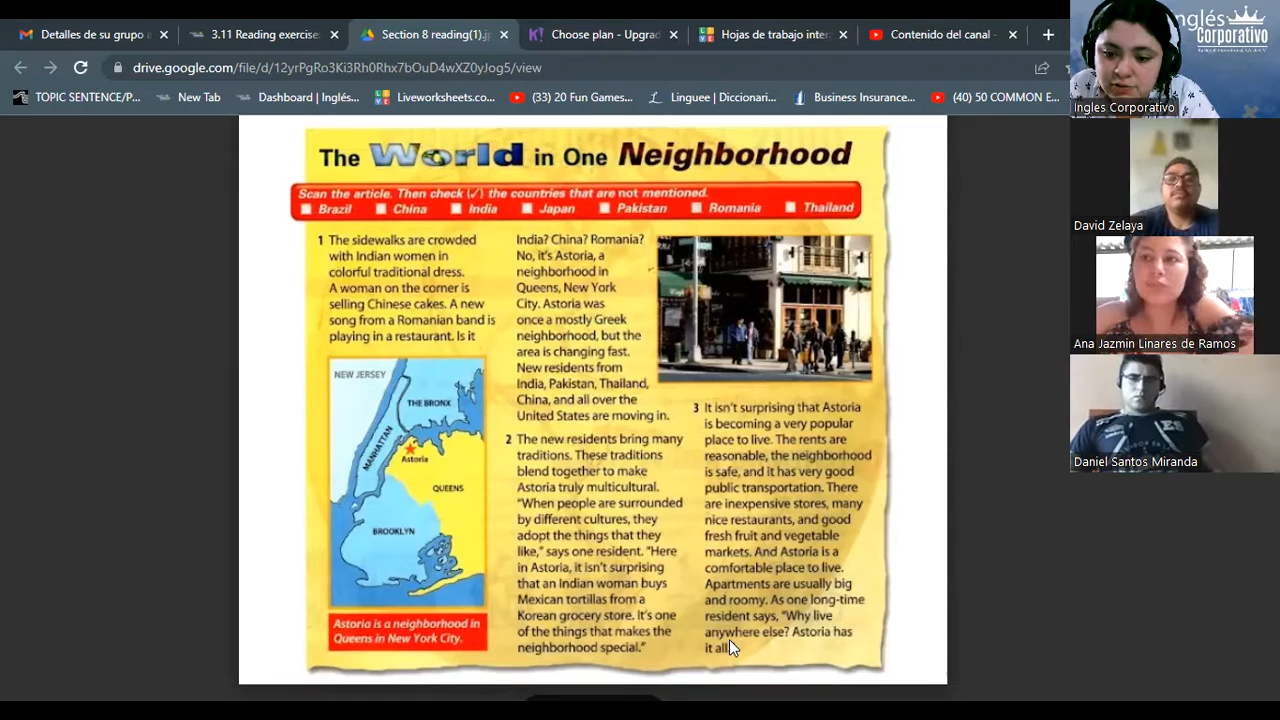 Detalles de su grupo
3.11 Reading exercise
Section 8 reading(1).j
Choose plan - Upgrad
Hojas de trabajo inter
Contenido del canal -
drive.google.com/file/d/12yrPgRo3Ki3Rh0Rhx7bOuD4wXZ0yJog5/view
TOPIC SENTENCE/P...
New Tab
Dashboard | Inglés...
Liveworksheets.co...
(33) 20 Fun Games...
Linguee | Diccionari...
Business Insurance...
(40) 50 COMMON E...
The World in One Neighborhood
Scan the article. Then check (✓) the countries that are not mentioned.
Brazil China India Japan Pakistan Romania Thailand
1 The sidewalks are crowded
with Indian women in
colorful traditional dress.
A woman on the corner is
selling Chinese cakes. A new
song from a Romanian band is
playing in a restaurant. Is it
NEW JERSEY
THE BRONX
MANHATTAN
Astoria
QUEENS
BROOKLYN
Astoria is a neighborhood in
Queens in New York City.
India? China? Romania?
No, it's Astoria, a
neighborhood in
Queens, New York
City. Astoria was
once a mostly Greek
neighborhood, but the
area is changing fast.
New residents from
India, Pakistan, Thailand,
China, and all over the
United States are moving in.
2 The new residents bring many
traditions. These traditions
blend together to make
Astoria truly multicultural.
"When people are surrounded
by different cultures, they
adopt the things that they
like," says one resident. "Here
in Astoria, it isn't surprising
that an Indian woman buys
Mexican tortillas from a
Korean grocery store. It's one
of the things that makes the
neighborhood special."
3 It isn't surprising that Astoria
is becoming a very popular
place to live. The rents are
reasonable, the neighborhood
is safe, and it has very good
public transportation. There
are inexpensive stores, many
nice restaurants, and good
fresh fruit and vegetable
markets. And Astoria is a
comfortable place to live.
Apartments are usually big
and roomy. As one long-time
resident says, "Why live
anywhere else? Astoria has
it all
Inglés
Corporativo
Ingles Corporativo
David Zelaya
Ana Jazmin Linares de Ramos
Daniel Santos Miranda